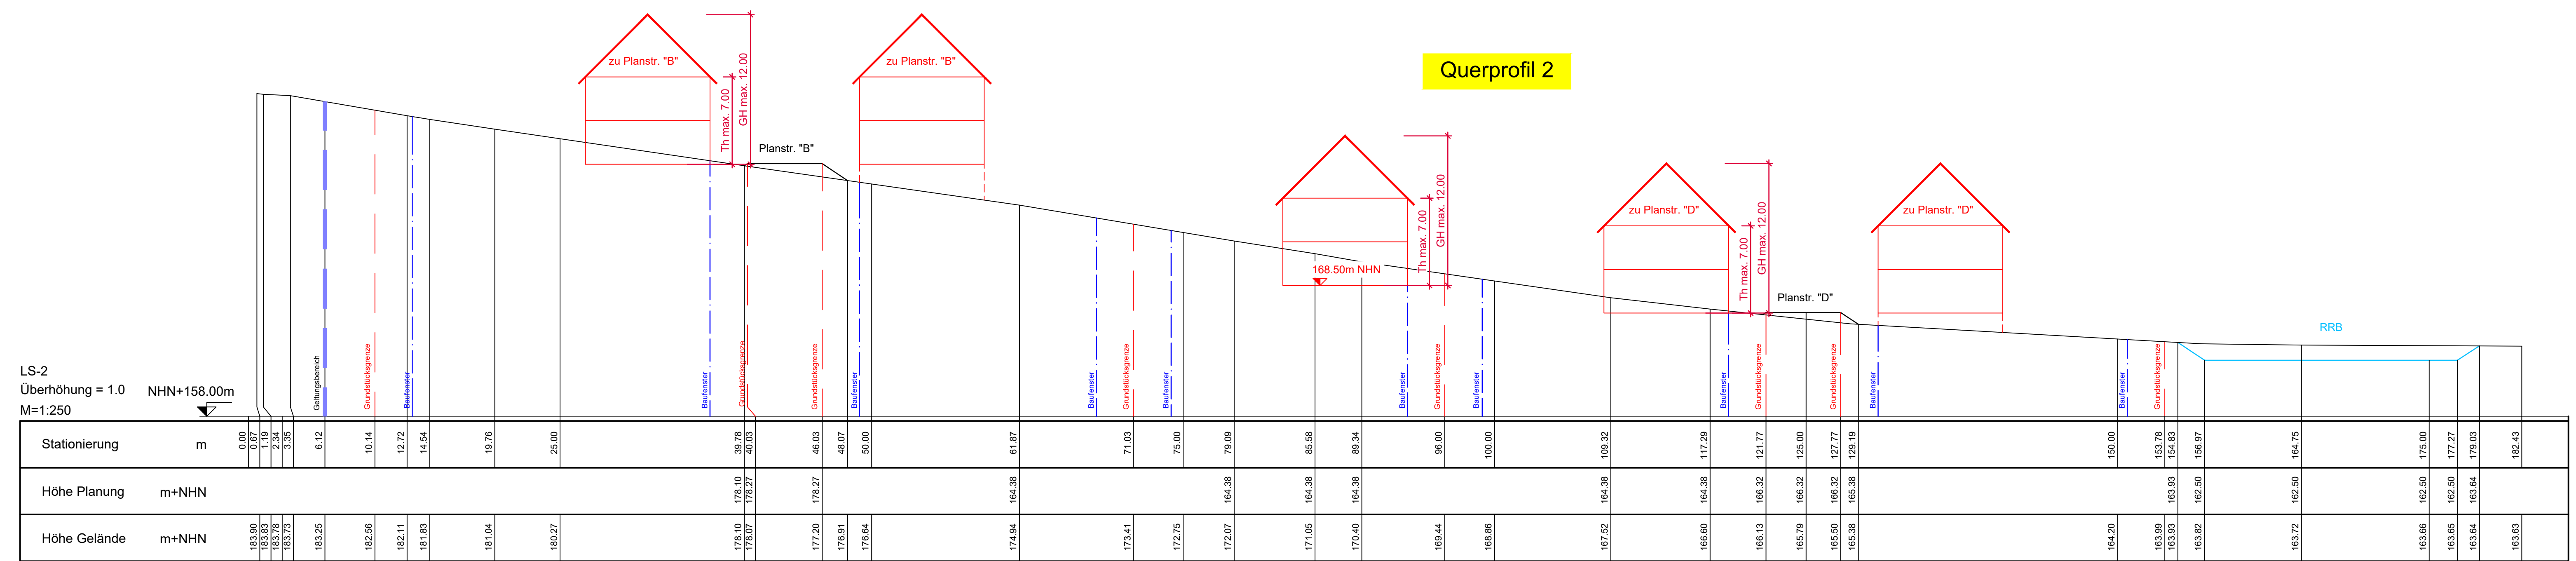 Querprofil 2
zu Planstr. "B"
Th max. 7.00
GH max. 12.00
Planstr. "B"
zu Planstr. "B"
168.50m NHN
Th max. 7.00
GH max. 12.00
zu Planstr. "D"
Th max. 7.00
GH max. 12.00
Planstr. "D"
zu Planstr. "D"
RRB
Geltungsbereich
Grundstücksgrenze
Baufenster
Baufenster
Grundstücksgrenze
Grundstücksgrenze
Baufenster
Baufenster
Grundstücksgrenze
Baufenster
Baufenster
Grundstücksgrenze
Baufenster
Baufenster
Grundstücksgrenze
Grundstücksgrenze
Baufenster
Baufenster
Grundstücksgrenze
LS-2
Überhöhung = 1.0 NHN+158.00m
M=1:250
Stationierung m 0.00 0.67 1.19 2.34 3.35 6.12 10.14 12.72 14.54 19.76 25.00 39.78 40.03 46.03 48.07 50.00 61.87 71.03 75.00 79.09 85.58 89.34 96.00 100.00 109.32 117.29 121.77 125.00 127.77 129.19 150.00 153.78 154.83 156.97 164.75 175.00 177.27 179.03 182.43
Höhe Planung m+NHN 178.10 178.27 178.27 164.38 164.38 164.38 164.38 164.38 164.38 166.32 166.32 166.32 165.38 163.93 162.50 162.50 162.50 162.50 163.64
Höhe Gelände m+NHN 183.90 183.83 183.78 183.73 183.25 182.56 182.11 181.83 181.04 180.27 178.10 178.07 177.20 176.91 176.64 174.94 173.41 172.75 172.07 171.05 170.40 169.44 168.86 167.52 166.60 166.13 165.79 165.50 165.38 164.20 163.99 163.93 163.82 163.72 163.66 163.65 163.64 163.63